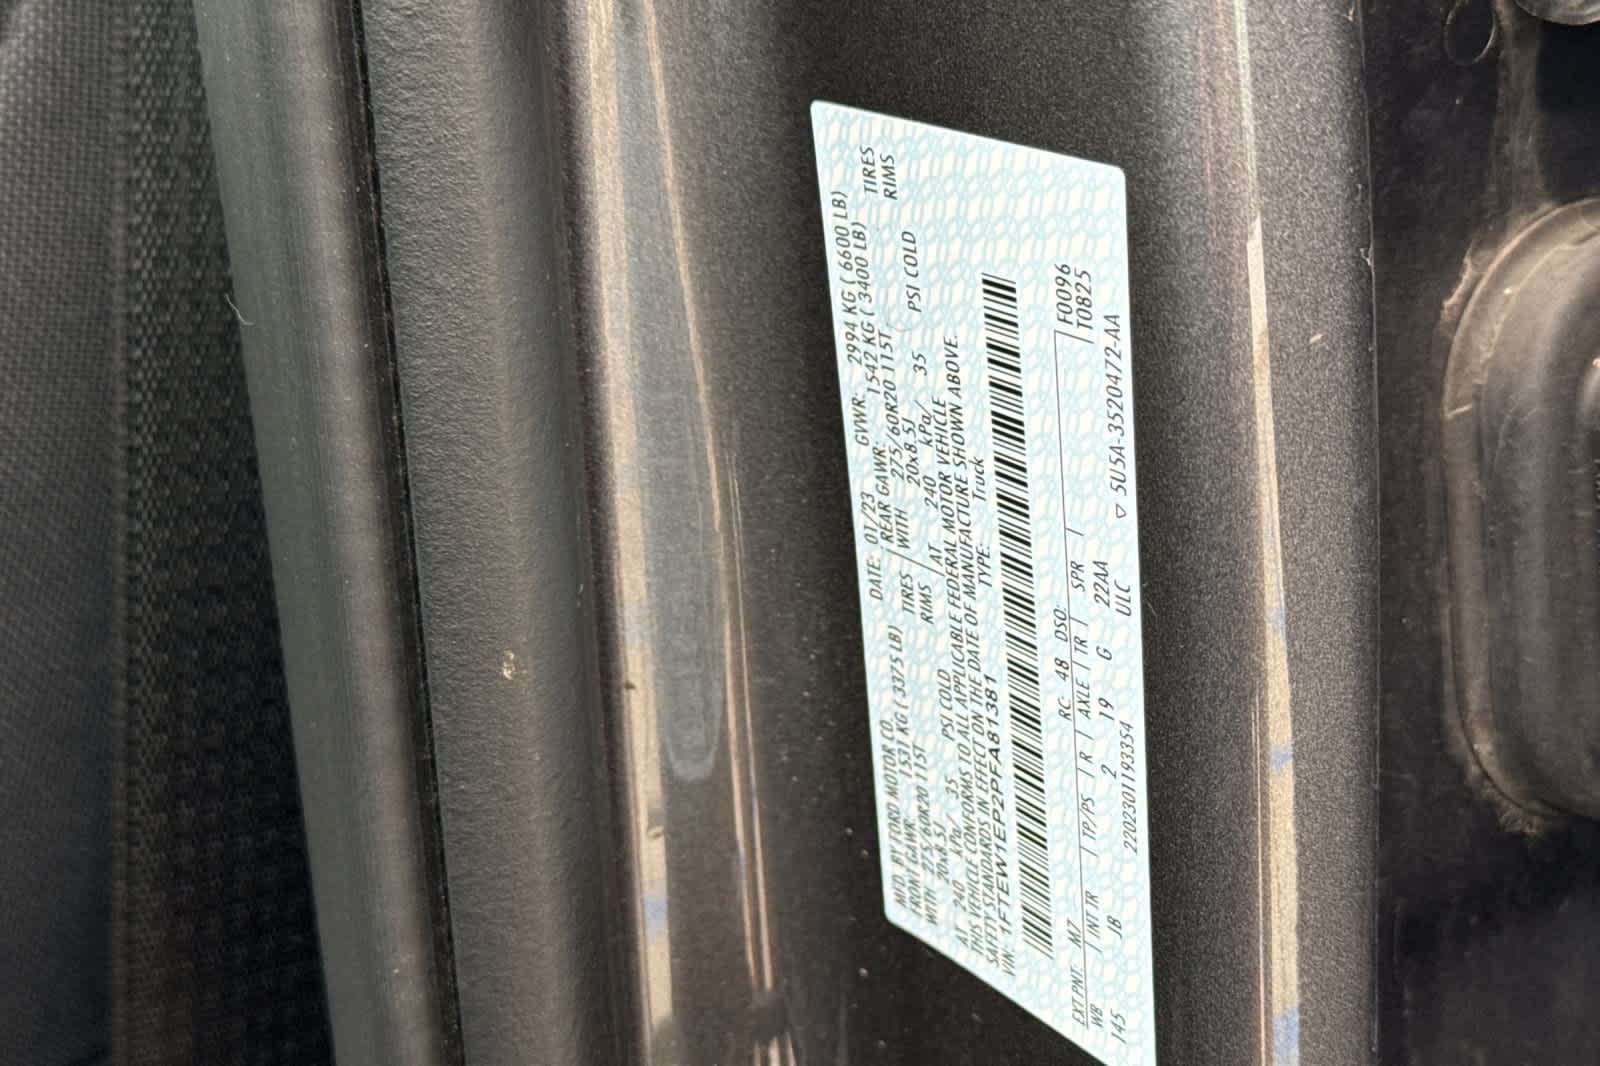 MFD. BY FORD MOTOR CO.
DATE: 01/23 GVWR: 2994 KG ( 6600 LB)
FRONT GAWR: 1531 KG ( 3375 LB) REAR GAWR: 1542 KG ( 3400 LB)
WITH 275/60R20 115T TIRES WITH 275/60R20 115T TIRES
20x8.5J RIMS 20x8.5J RIMS
AT 240 kPa/ 35 PSI COLD AT 240 kPa/ 35 PSI COLD
THIS VEHICLE CONFORMS TO ALL APPLICABLE FEDERAL MOTOR VEHICLE
SAFETY STANDARDS IN EFFECT ON THE DATE OF MANUFACTURE SHOWN ABOVE.
VIN: 1FTEW1EP2PFA81381 TYPE: Truck
EXT PNT: M7 RC: 48 DSO: F0096
WB INT TR TP/PS R AXLE TR SPR T0825
145 JB 2 19 G 22AA
2202301193354 ULC ▽ 5U5A-3520472-AA